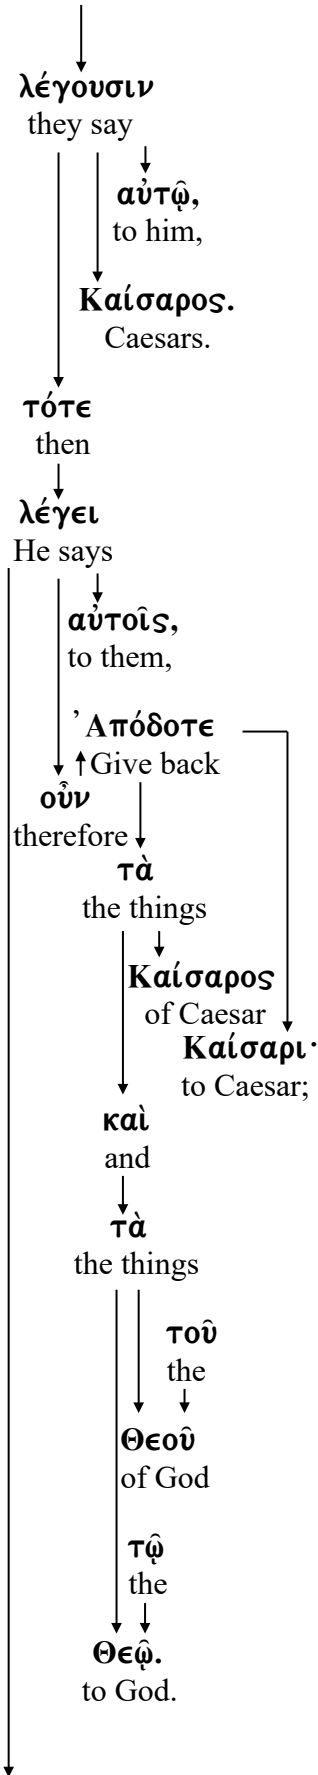 λέγουσιν
they say
αὐτῷ,
to him,
Καίσαρος.
Caesars.
τότε
then
λέγει
He says
αὐτοῖς,
to them,
Ἀπόδοτε
Give back
οὖν
therefore
τὰ
the things
Καίσαρος
of Caesar
Καίσαρι·
to Caesar;
καὶ
and
τὰ
the things
τοῦ
the
Θεοῦ
of God
τῷ
the
Θεῷ.
to God.